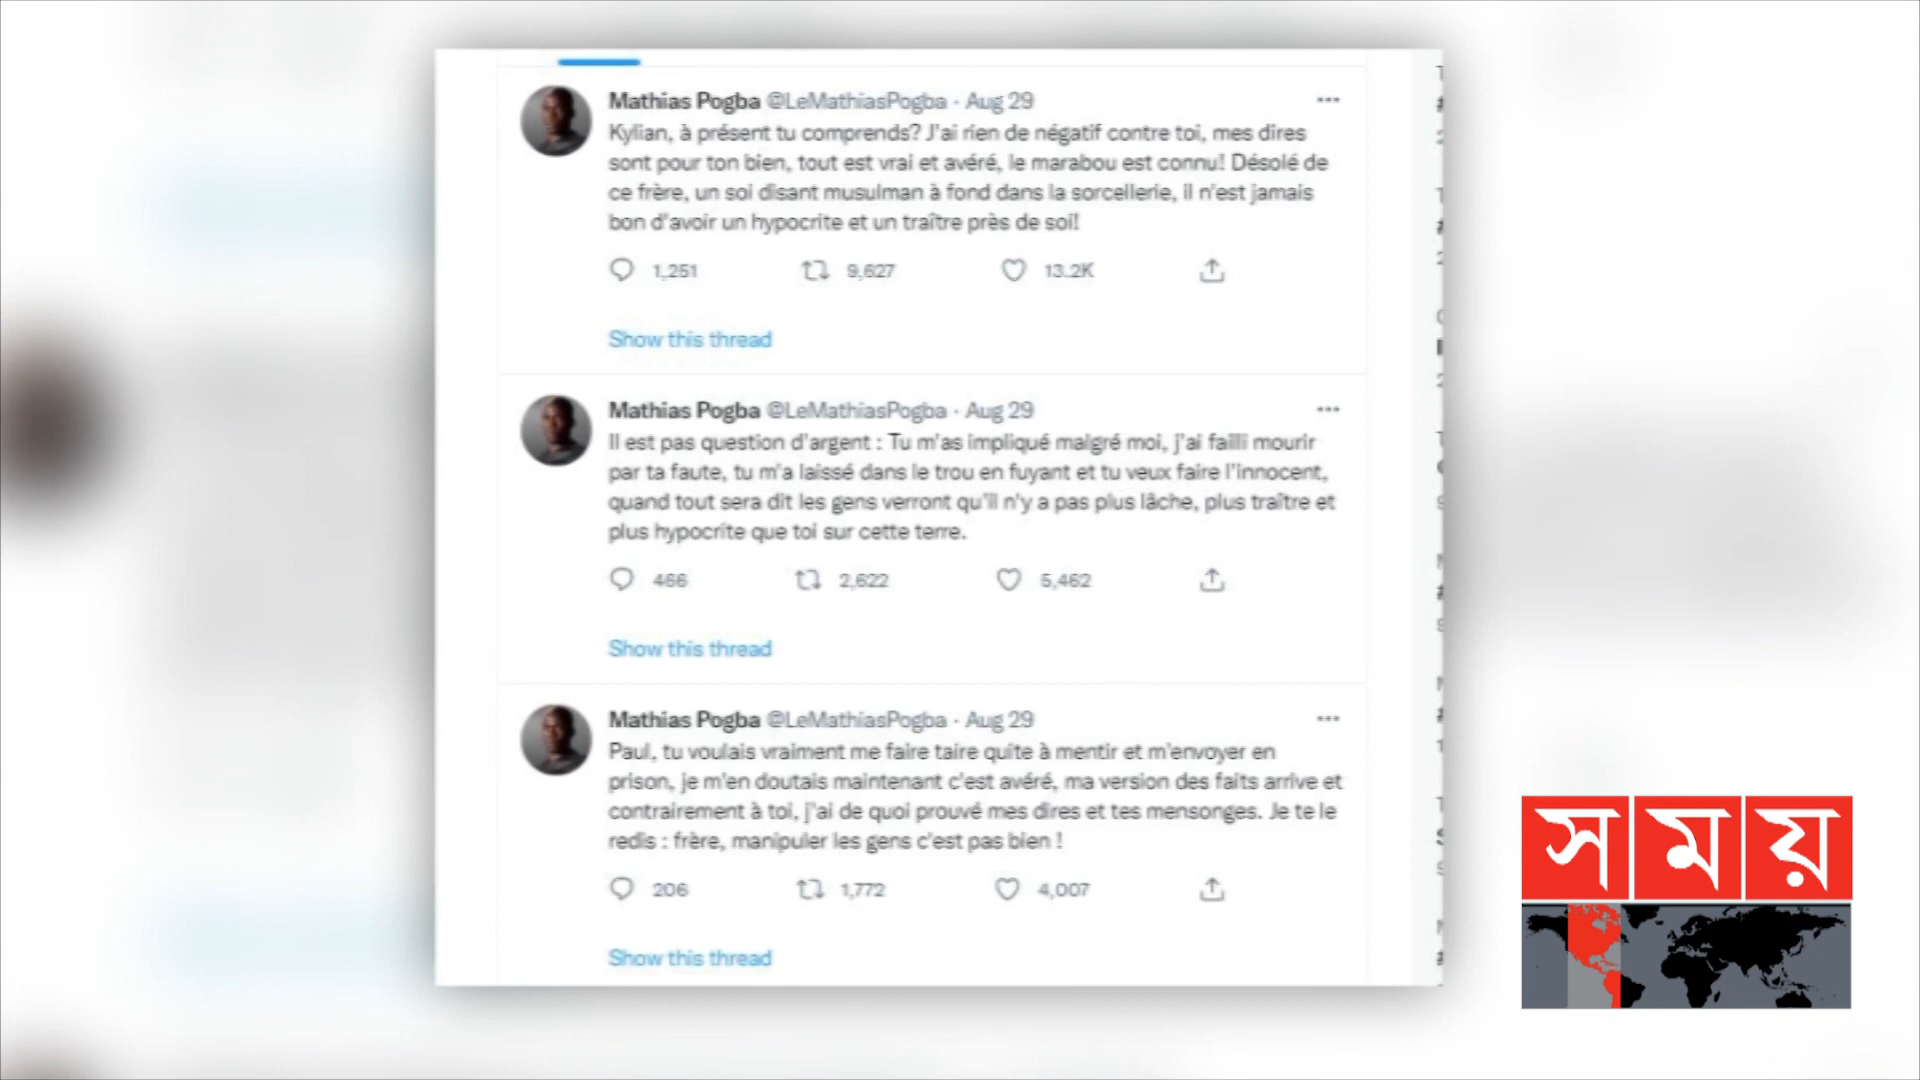 Mathias Pogba @LeMathiasPogba · Aug 29
Kylian, à présent tu comprends? J'ai rien de négatif contre toi, mes dires
sont pour ton bien, tout est vrai et avéré, le marabou est connu! Désolé de
ce frère, un soi disant musulman à fond dans la sorcellerie, il n'est jamais
bon d'avoir un hypocrite et un traître près de soi!
1,251 9,627 13.2K
Show this thread
Mathias Pogba @LeMathiasPogba · Aug 29
Il est pas question d'argent : Tu m'as impliqué malgré moi, j'ai failli mourir
par ta faute, tu m'a laissé dans le trou en fuyant et tu veux faire l'innocent,
quand tout sera dit les gens verront qu'il n'y a pas plus lâche, plus traître et
plus hypocrite que toi sur cette terre.
466 2,622 5,462
Show this thread
Mathias Pogba @LeMathiasPogba · Aug 29
Paul, tu voulais vraiment me faire taire quite à mentir et m'envoyer en
prison, je m'en doutais maintenant c'est avéré, ma version des faits arrive et
contrairement à toi, j'ai de quoi prouvé mes dires et tes mensonges. Je te le
redis : frère, manipuler les gens c'est pas bien !
206 1,772 4,007
Show this thread
সময়